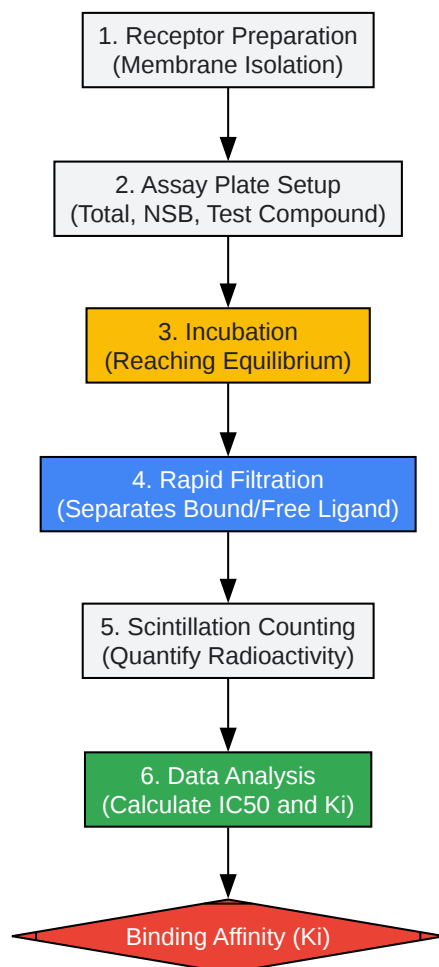 1. Receptor Preparation
(Membrane Isolation)
2. Assay Plate Setup
(Total, NSB, Test Compound)
3. Incubation
(Reaching Equilibrium)
4. Rapid Filtration
(Separates Bound/Free Ligand)
5. Scintillation Counting
(Quantify Radioactivity)
6. Data Analysis
(Calculate IC50 and Ki)
Binding Affinity (Ki)